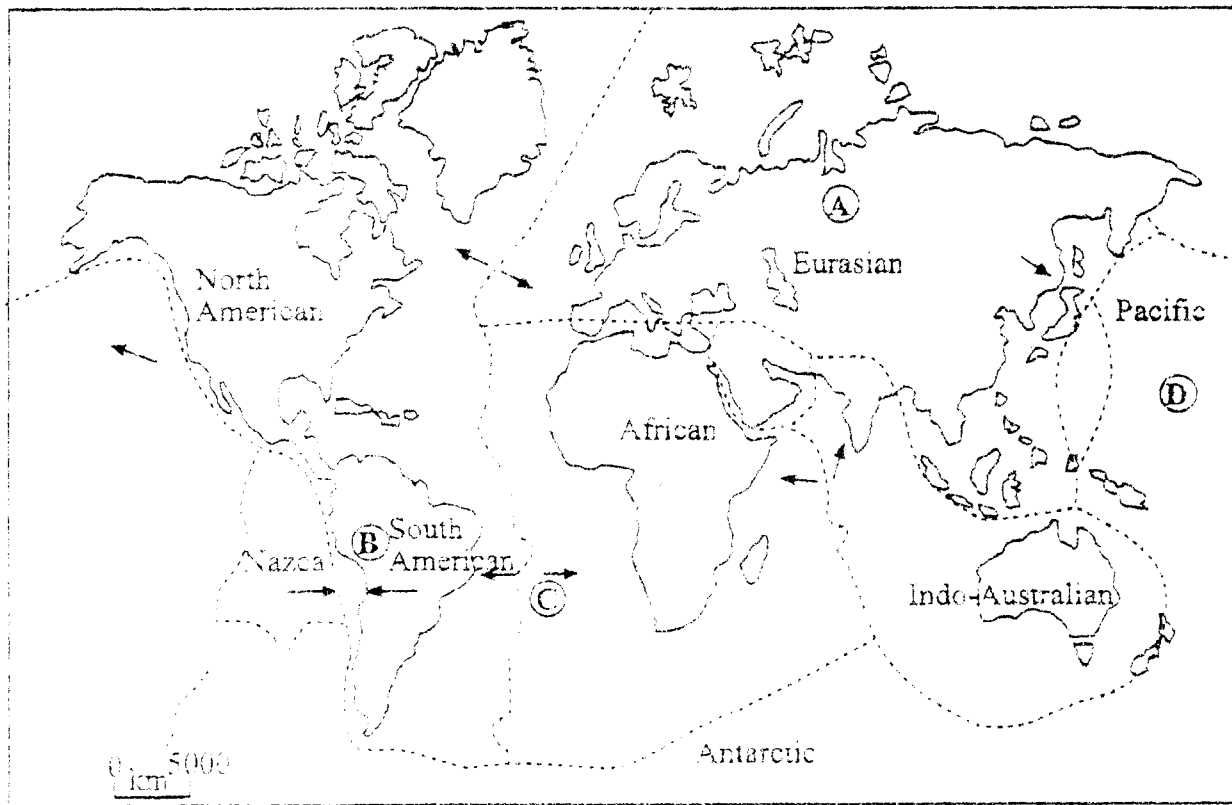 A
Eurasian
North
American
Pacific
D
African
B
South
American
Nazca
C
Indo-Australian
Antarctic
0 5000
km